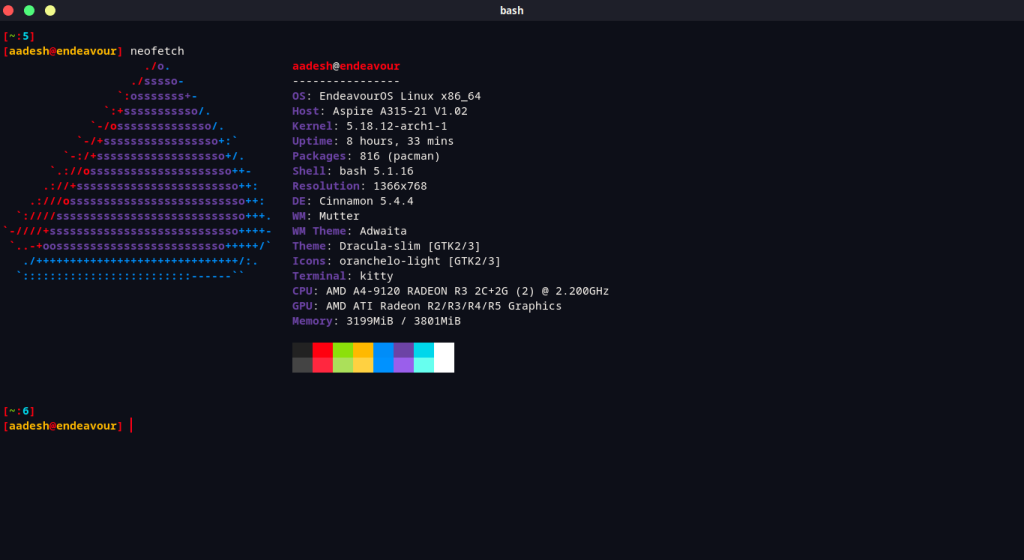 bash
[~:5]
[aadesh@endeavour] neofetch
./o.
./sssso-
`:osssssss+-
`:+sssssssssso/.
`-/ossssssssssssso/.
`-/+sssssssssssssssso+:`
`-:/+sssssssssssssssssso+/.
`.://osssssssssssssssssssso++-
.://+ssssssssssssssssssssssso++:
.:///ossssssssssssssssssssssssso++:
`:////ssssssssssssssssssssssssssso+++.
`-////+ssssssssssssssssssssssssssso++++-
`..-+oosssssssssssssssssssssssso+++++/`
./++++++++++++++++++++++++++++++/:.
`:::::::::::::::::::::::::------``
aadesh@endeavour
----------------
OS: EndeavourOS Linux x86_64
Host: Aspire A315-21 V1.02
Kernel: 5.18.12-arch1-1
Uptime: 8 hours, 33 mins
Packages: 816 (pacman)
Shell: bash 5.1.16
Resolution: 1366x768
DE: Cinnamon 5.4.4
WM: Mutter
WM Theme: Adwaita
Theme: Dracula-slim [GTK2/3]
Icons: oranchelo-light [GTK2/3]
Terminal: kitty
CPU: AMD A4-9120 RADEON R3 2C+2G (2) @ 2.200GHz
GPU: AMD ATI Radeon R2/R3/R4/R5 Graphics
Memory: 3199MiB / 3801MiB
[~:6]
[aadesh@endeavour]